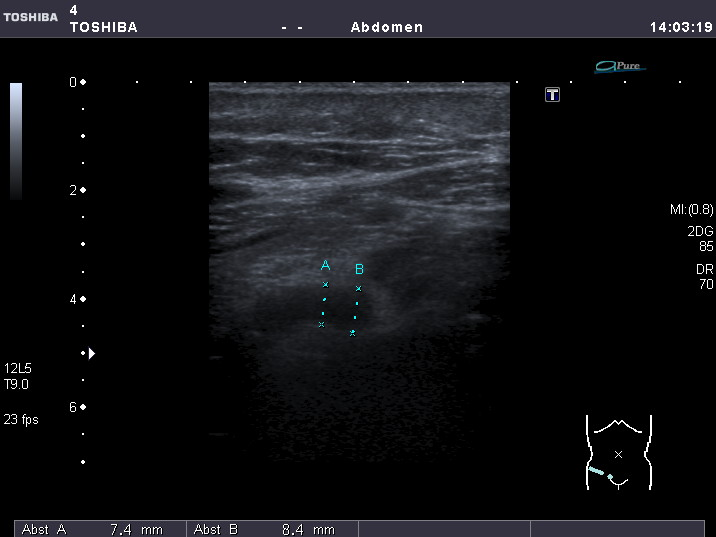 TOSHIBA
4
TOSHIBA - - Abdomen 14:03:19
aPure
T
0
2
4
6
A
B
MI:(0.8)
2DG
85
DR
70
12L5
T9.0
23 fps
Abst A 7.4 mm Abst B 8.4 mm